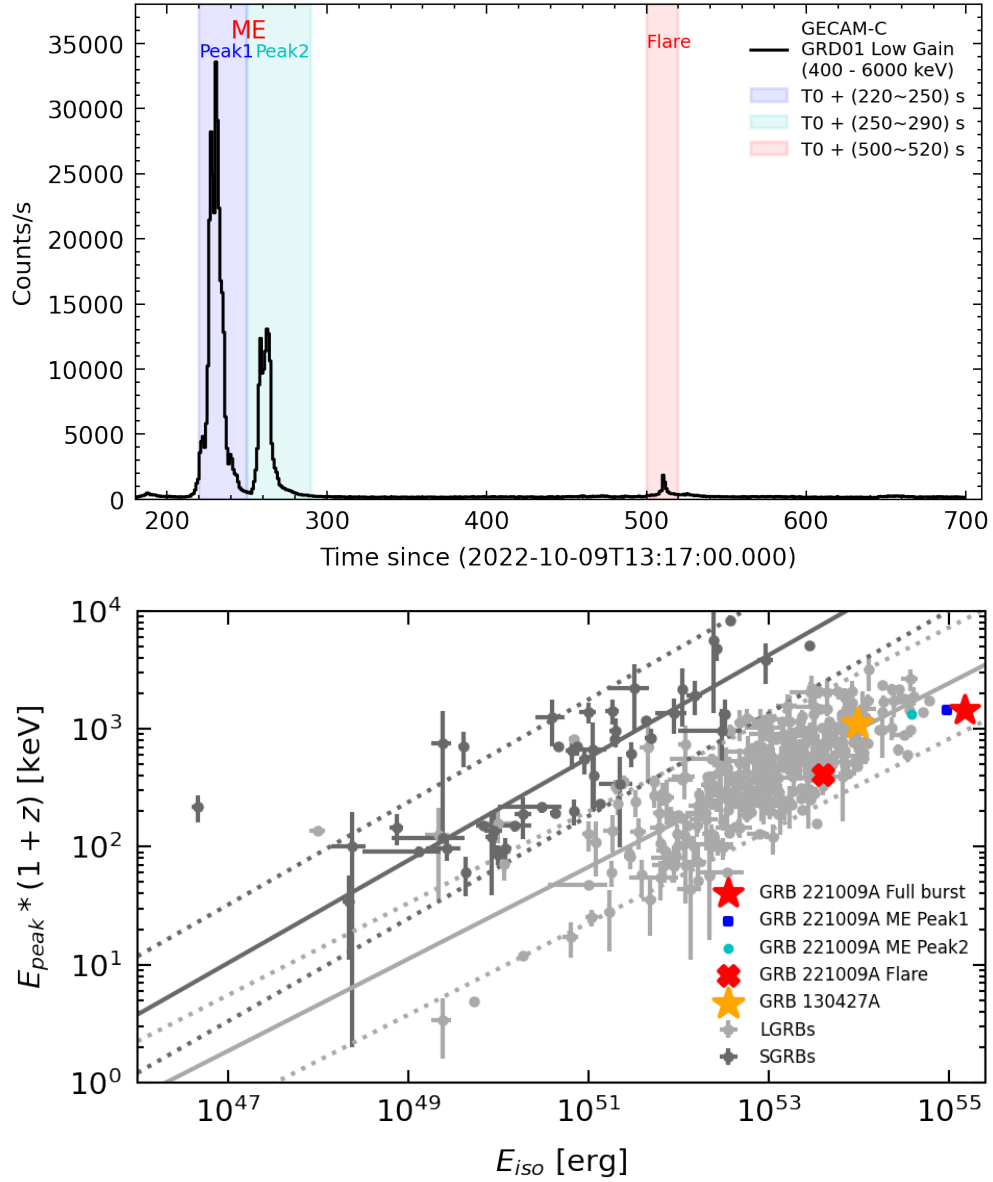 35000
30000
25000
20000
15000
10000
5000
0
Counts/s
ME
Peak1 Peak2
Flare
GECAM-C
GRD01 Low Gain
(400 - 6000 keV)
T0 + (220~250) s
T0 + (250~290) s
T0 + (500~520) s
200 300 400 500 600 700
Time since (2022-10-09T13:17:00.000)
10^4
10^3
10^2
10^1
10^0
E_peak * (1 + z) [keV]
GRB 221009A Full burst
GRB 221009A ME Peak1
GRB 221009A ME Peak2
GRB 221009A Flare
GRB 130427A
LGRBs
SGRBs
10^47 10^49 10^51 10^53 10^55
E_iso [erg]